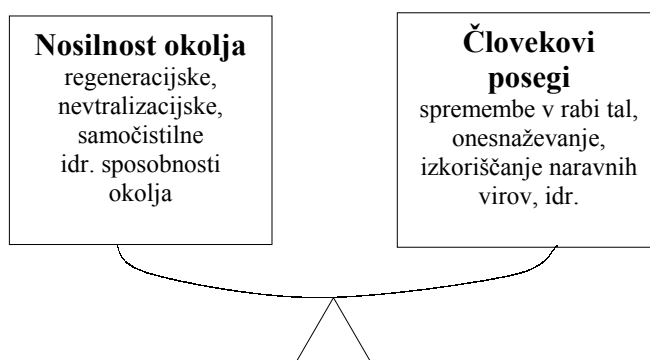 Nosilnost okolja
regeneracijske,
nevtralizacijske,
samočistilne
idr. sposobnosti
okolja
Človekovi
posegi
spremembe v rabi tal,
onesnaževanje,
izkoriščanje naravnih
virov, idr.